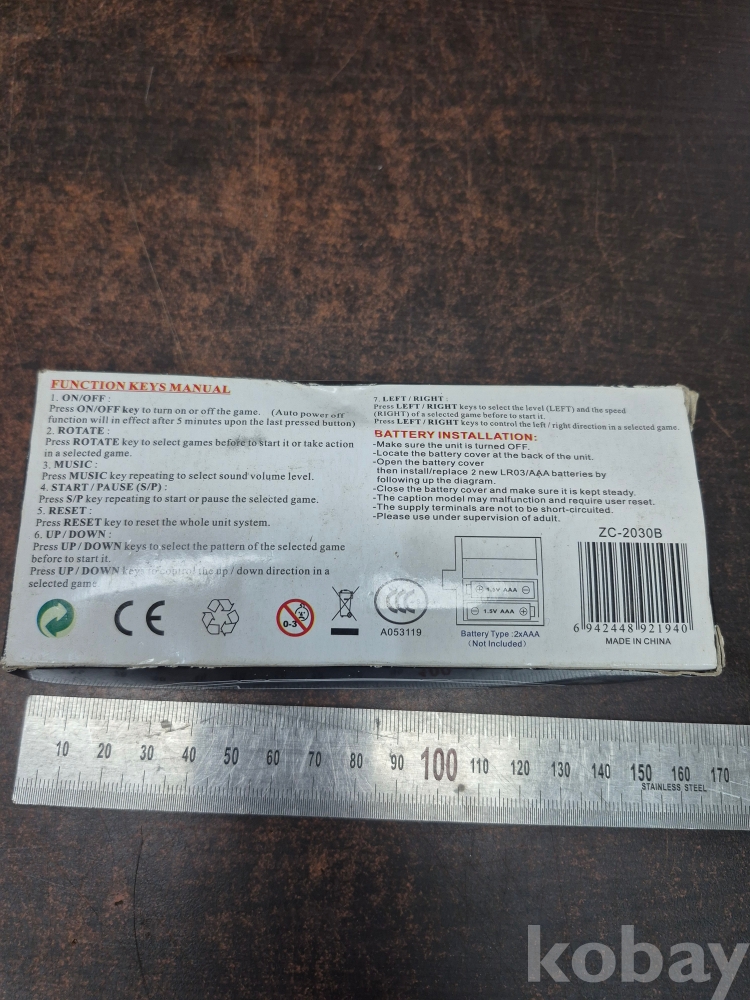 FUNCTION KEYS MANUAL
1. ON/OFF :
Press ON/OFF key to turn on or off the game. (Auto power off
function will in effect after 5 minutes upon the last pressed button)
2. ROTATE :
Press ROTATE key to select games before to start it or take action
in a selected game.
3. MUSIC :
Press MUSIC key repeating to select sound volume level.
4. START / PAUSE (S/P) :
Press S/P key repeating to start or pause the selected game.
5. RESET :
Press RESET key to reset the whole unit system.
6. UP / DOWN :
Press UP / DOWN keys to select the pattern of the selected game
before to start it.
Press UP / DOWN keys to control the up / down direction in a
selected game
7. LEFT / RIGHT :
Press LEFT / RIGHT keys to select the level (LEFT) and the speed
(RIGHT) of a selected game before to start it.
Press LEFT / RIGHT keys to control the left / right direction in a selected game.
BATTERY INSTALLATION:
-Make sure the unit is turned OFF.
-Locate the battery cover at the back of the unit.
-Open the battery cover
then install/replace 2 new LR03/AAA batteries by
following up the diagram.
-Close the battery cover and make sure it is kept steady.
-The caption model may malfunction and require user reset.
-The supply terminals are not to be short-circuited.
-Please use under supervision of adult.
CE
0-3
CCC
A053119
1.5V AAA
1.5V AAA
Battery Type :2xAAA
(Not Included)
ZC-2030B
6 942448 921940
MADE IN CHINA
10 20 30 40 50 60 70 80 90 100 110 120 130 140 150 160 170
STAINLESS STEEL
kobay